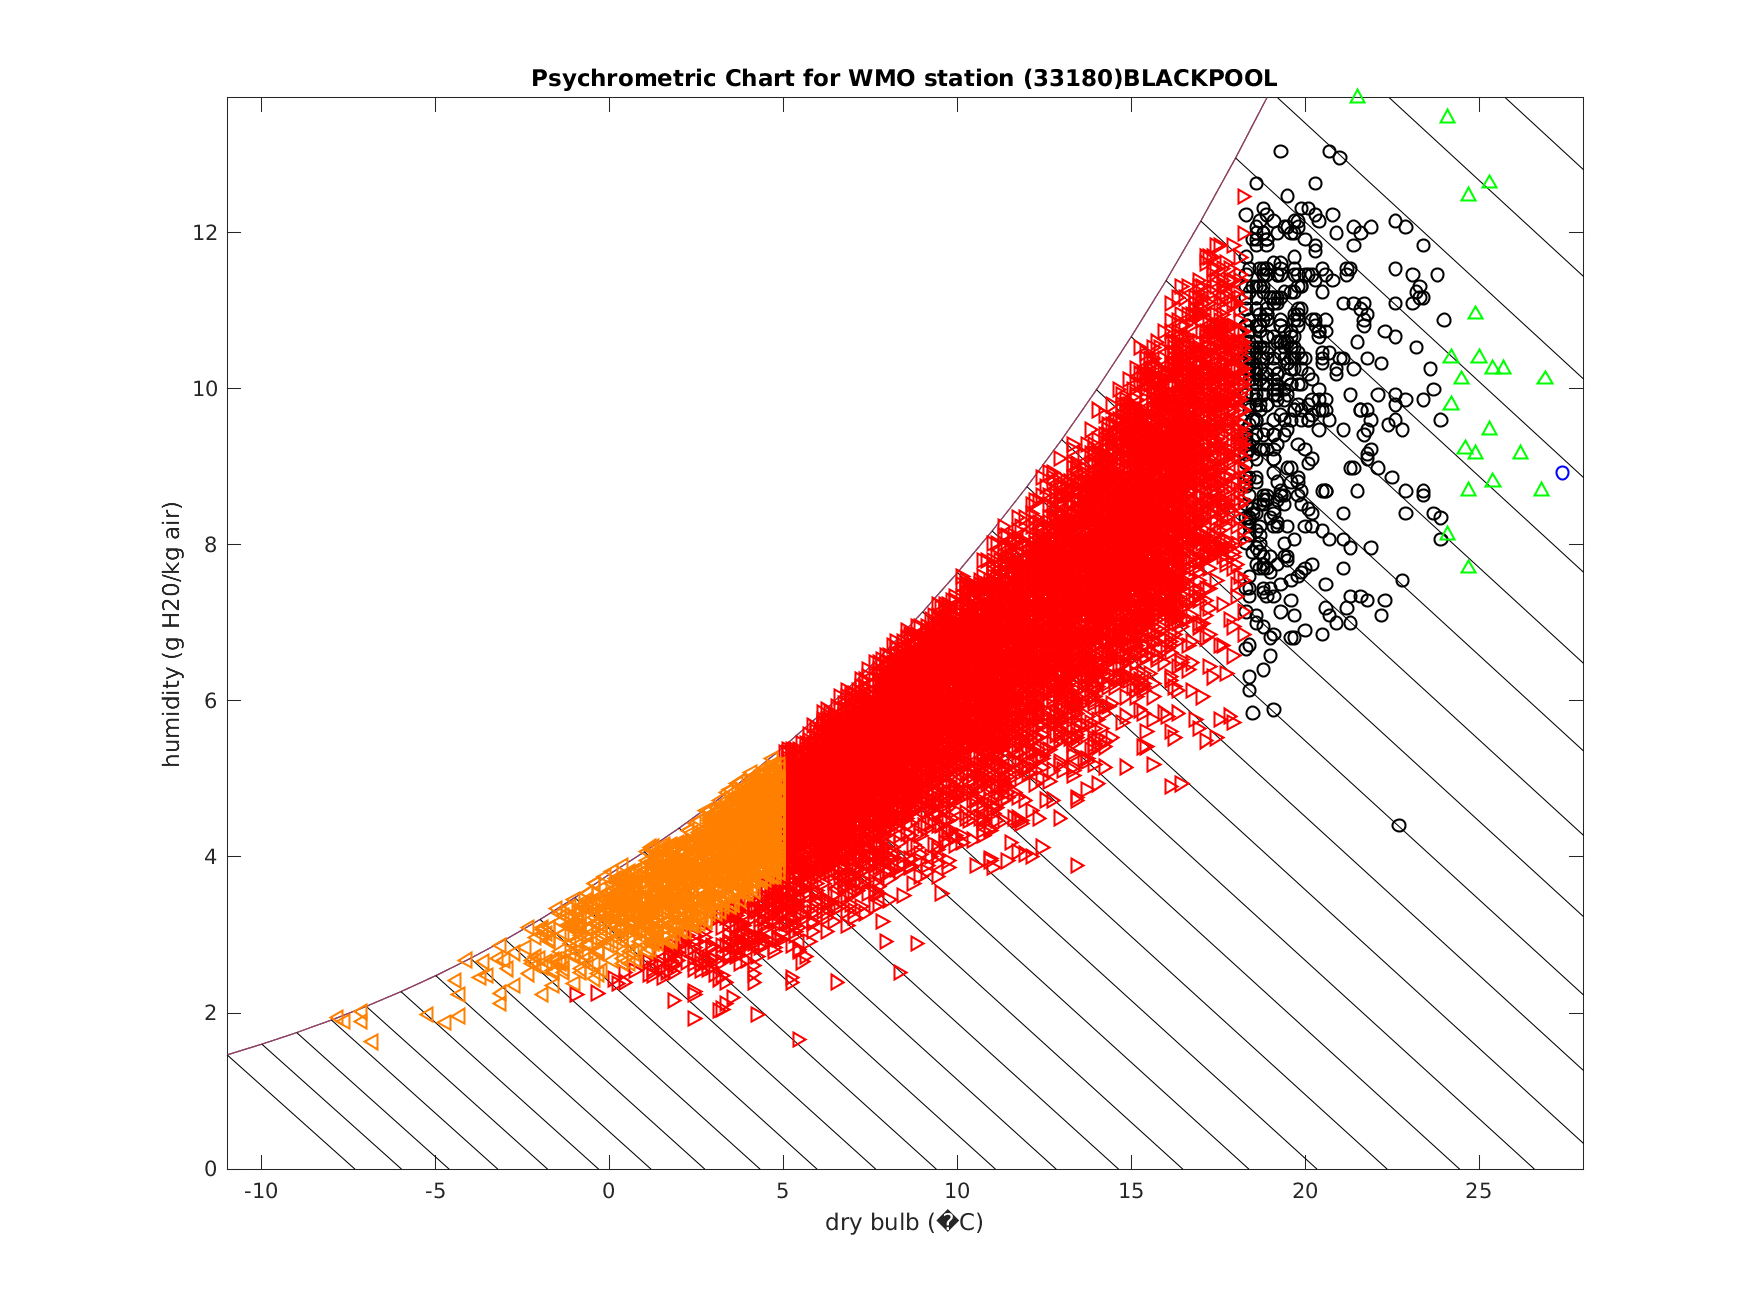 Psychrometric Chart for WMO station (33180)BLACKPOOL
humidity (g H20/kg air)
12
10
8
6
4
2
0
-10 -5 0 5 10 15 20 25
dry bulb (�C)